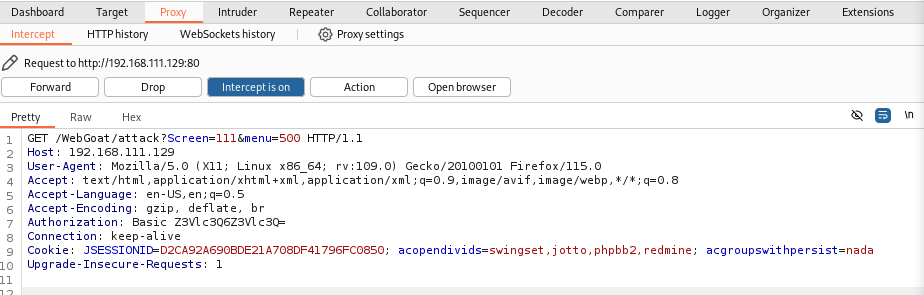 Dashboard Target Proxy Intruder Repeater Collaborator Sequencer Decoder Comparer Logger Organizer Extensions
Intercept HTTP history WebSockets history Proxy settings
Request to http://192.168.111.129:80
Forward Drop Intercept is on Action Open browser
Pretty Raw Hex \n
1 GET /WebGoat/attack?Screen=111&menu=500 HTTP/1.1
2 Host: 192.168.111.129
3 User-Agent: Mozilla/5.0 (X11; Linux x86_64; rv:109.0) Gecko/20100101 Firefox/115.0
4 Accept: text/html,application/xhtml+xml,application/xml;q=0.9,image/avif,image/webp,*/*;q=0.8
5 Accept-Language: en-US,en;q=0.5
6 Accept-Encoding: gzip, deflate, br
7 Authorization: Basic Z3Vlc3Q6Z3Vlc3Q=
8 Connection: keep-alive
9 Cookie: JSESSIONID=D2CA92A690BDE21A708DF41796FC0850; acopendivids=swingset,jotto,phpbb2,redmine; acgroupswithpersist=nada
10 Upgrade-Insecure-Requests: 1
11
12